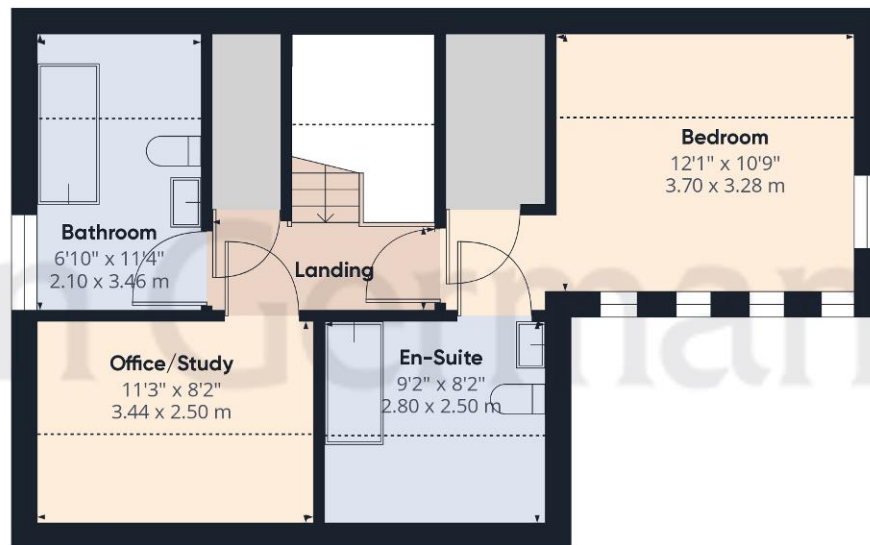 Bedroom
12'1" x 10'9"
3.70 x 3.28 m
Bathroom
6'10" x 11'4"
2.10 x 3.46 m
Landing
Office/Study
11'3" x 8'2"
3.44 x 2.50 m
En-Suite
9'2" x 8'2"
2.80 x 2.50 m
n German